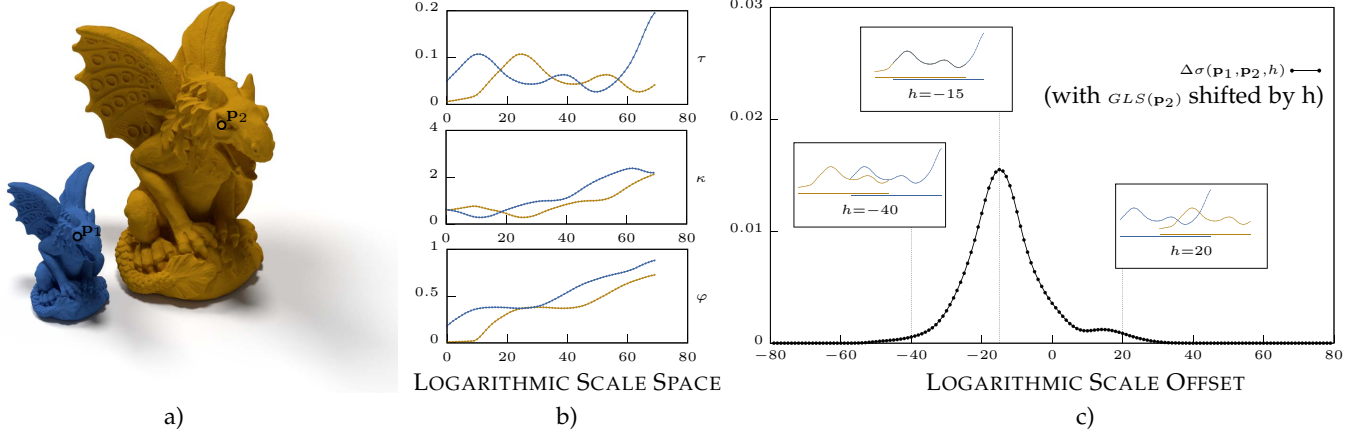 p₂
p₁
a)
0.2
0.1
0
τ
0 20 40 60 80
4
2
0
κ
0 20 40 60 80
1
0.5
0
φ
0 20 40 60 80
LOGARITHMIC SCALE SPACE
b)
0.03
0.02
0.01
0
h=−15
h=−40
h=20
Δσ(p₁,p₂,h)
(with GLS(p₂) shifted by h)
−80 −60 −40 −20 0 20 40 60 80
LOGARITHMIC SCALE OFFSET
c)